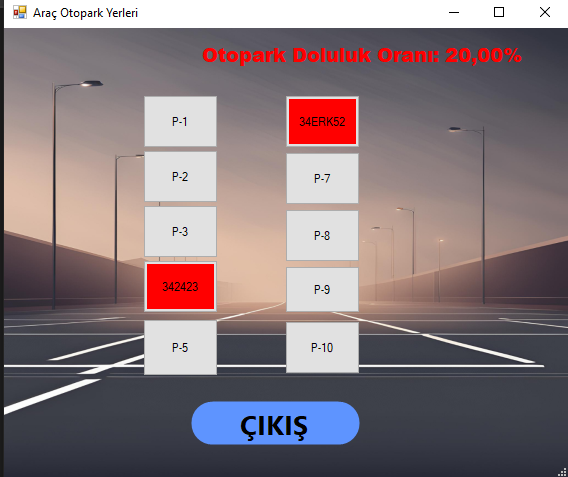 Araç Otopark Yerleri
Otopark Doluluk Oranı: 20,00%
P-1
34ERK52
P-2
P-7
P-3
P-8
342423
P-9
P-5
P-10
ÇIKIŞ